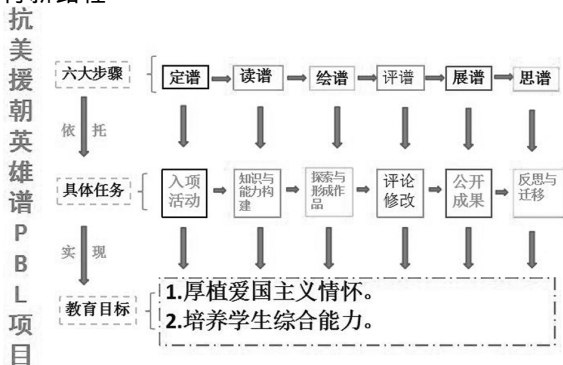 抗美援朝英雄谱PBL项目
六大步骤
定谱
读谱
绘谱
评谱
展谱
思谱
依托
具体任务
入项
活动
知识与
能力构
建
探索与
形成作
品
评论
修改
公开
成果
反思与
迁移
实现
教育目标
1.厚植爱国主义情怀。
2.培养学生综合能力。